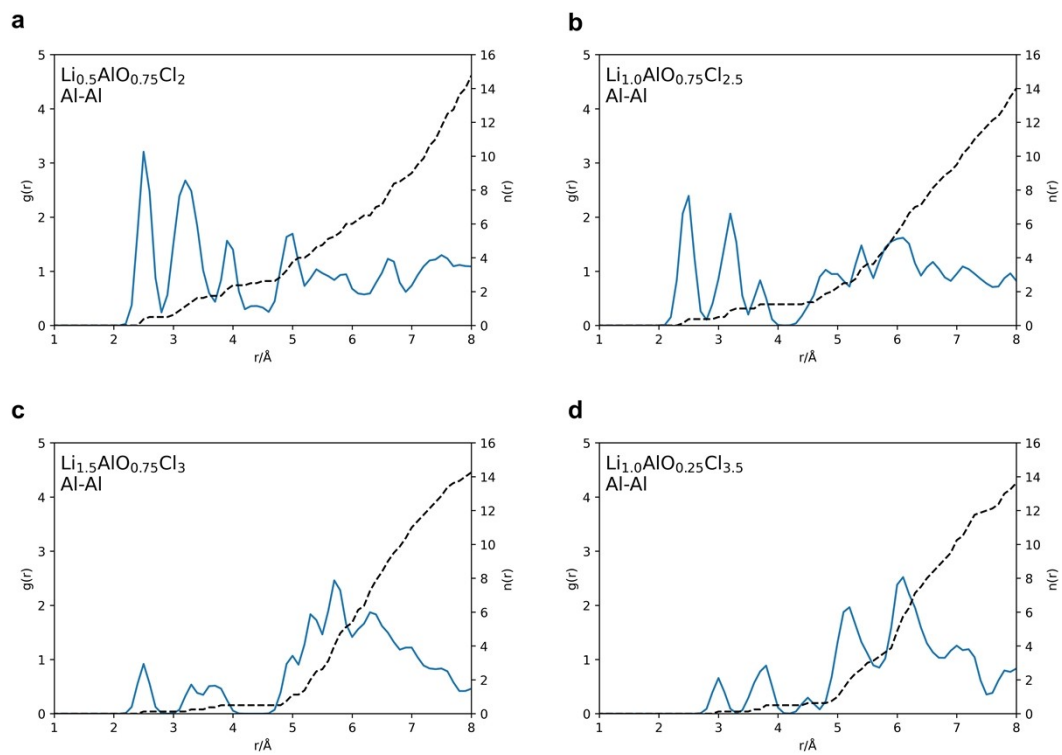 a
b
Li₀.₅AlO₀.₇₅Cl₂
Al-Al
g(r)
n(r)
r/Å
0 1 2 3 4 5
0 2 4 6 8 10 12 14 16
1 2 3 4 5 6 7 8
Li₁.₀AlO₀.₇₅Cl₂.₅
Al-Al
g(r)
n(r)
r/Å
0 1 2 3 4 5
0 2 4 6 8 10 12 14 16
1 2 3 4 5 6 7 8
c
d
Li₁.₅AlO₀.₇₅Cl₃
Al-Al
g(r)
n(r)
r/Å
0 1 2 3 4 5
0 2 4 6 8 10 12 14 16
1 2 3 4 5 6 7 8
Li₁.₀AlO₀.₂₅Cl₃.₅
Al-Al
g(r)
n(r)
r/Å
0 1 2 3 4 5
0 2 4 6 8 10 12 14 16
1 2 3 4 5 6 7 8